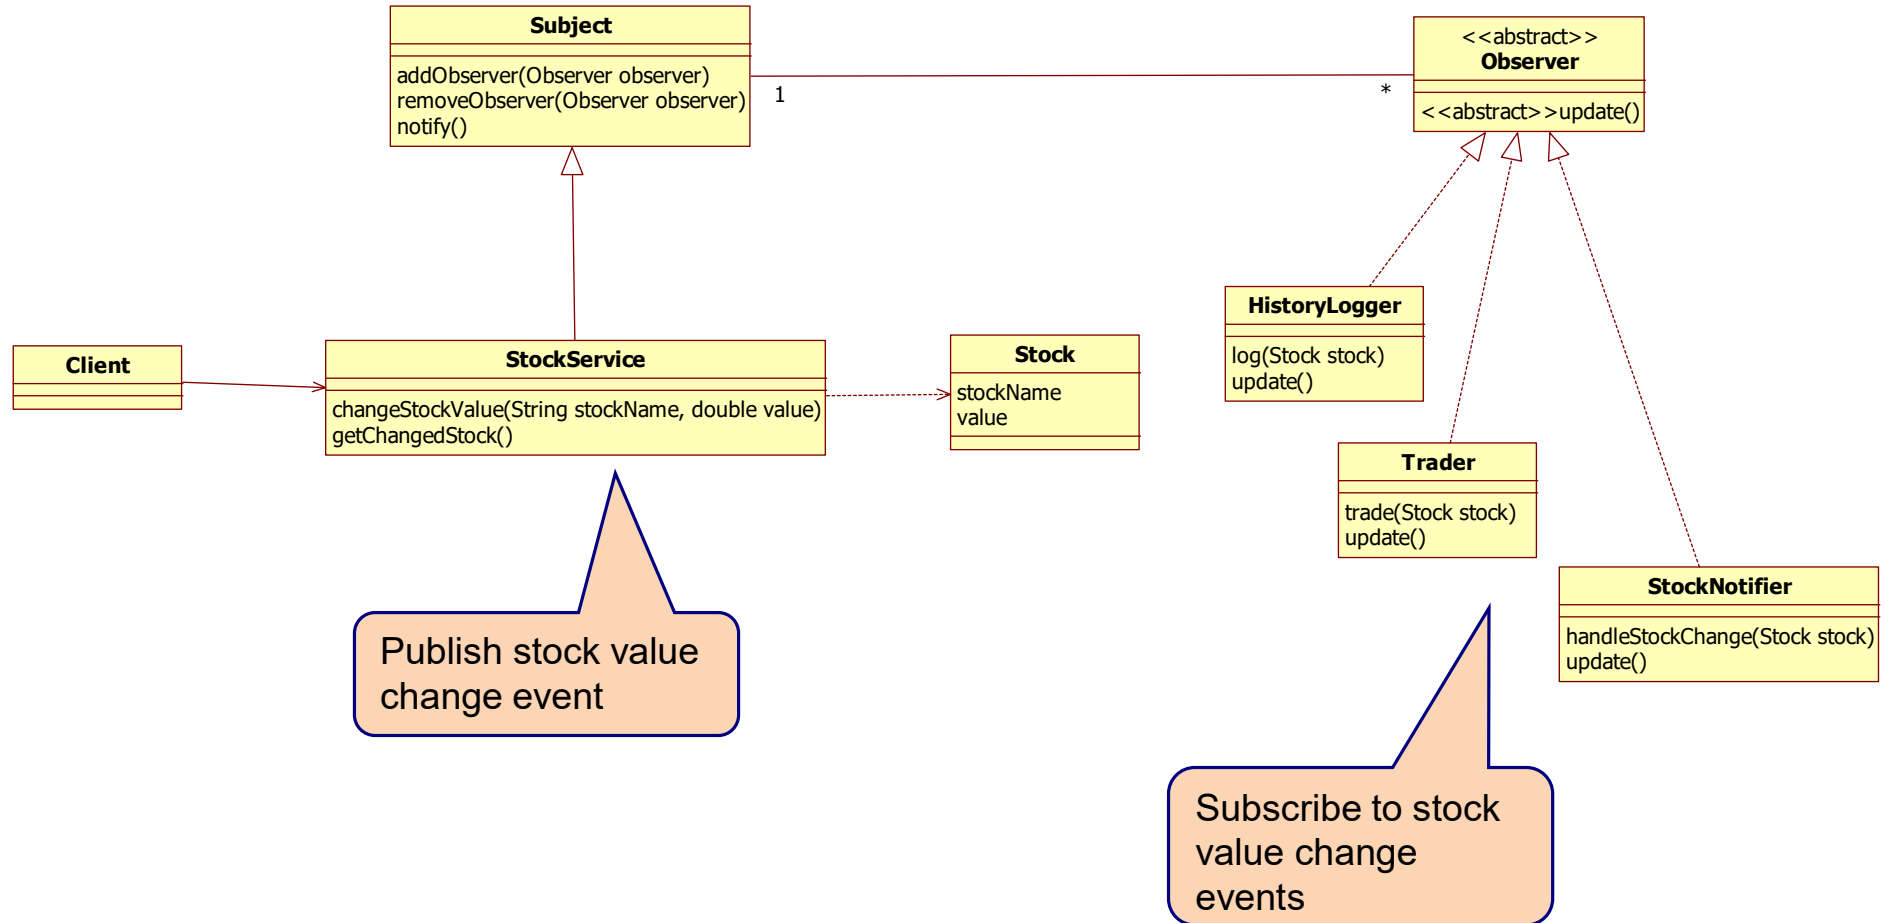 Subject
addObserver(Observer observer)
removeObserver(Observer observer)
notify()
1
*
<<abstract>>
Observer
<<abstract>>update()
Client
StockService
changeStockValue(String stockName, double value)
getChangedStock()
Stock
stockName
value
HistoryLogger
log(Stock stock)
update()
Trader
trade(Stock stock)
update()
StockNotifier
handleStockChange(Stock stock)
update()
Publish stock value
change event
Subscribe to stock
value change
events